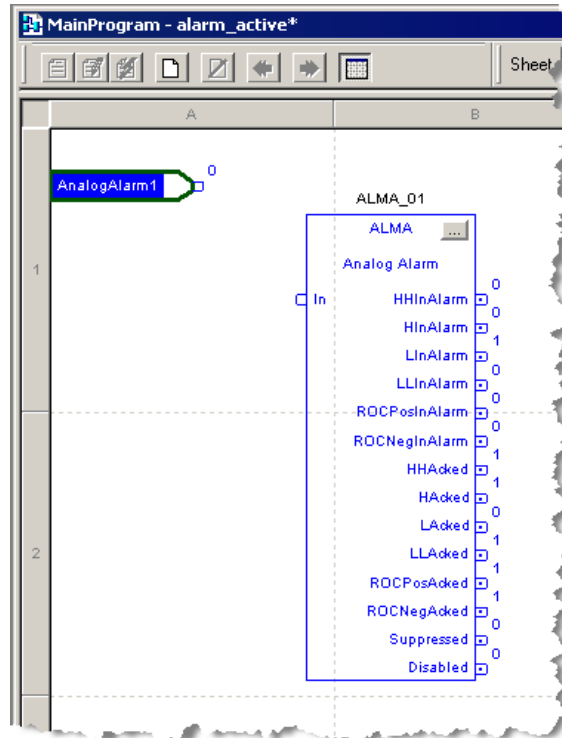 MainProgram - alarm_active*
Sheet
A
B
0
AnalogAlarm1
ALMA_01
ALMA
...
Analog Alarm
1
In
0
HHInAlarm
0
HInAlarm
1
LInAlarm
0
LLInAlarm
0
ROCPosInAlarm
0
ROCNegInAlarm
1
HHAcked
1
HAcked
0
LAcked
2
1
LLAcked
1
ROCPosAcked
1
ROCNegAcked
0
Suppressed
0
Disabled